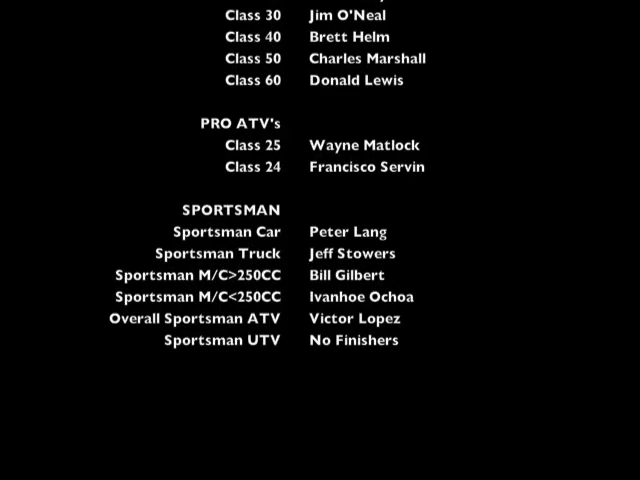 Class 30 Jim O'Neal
Class 40 Brett Helm
Class 50 Charles Marshall
Class 60 Donald Lewis
PRO ATV's
Class 25 Wayne Matlock
Class 24 Francisco Servin
SPORTSMAN
Sportsman Car Peter Lang
Sportsman Truck Jeff Stowers
Sportsman M/C>250CC Bill Gilbert
Sportsman M/C<250CC Ivanhoe Ochoa
Overall Sportsman ATV Victor Lopez
Sportsman UTV No Finishers